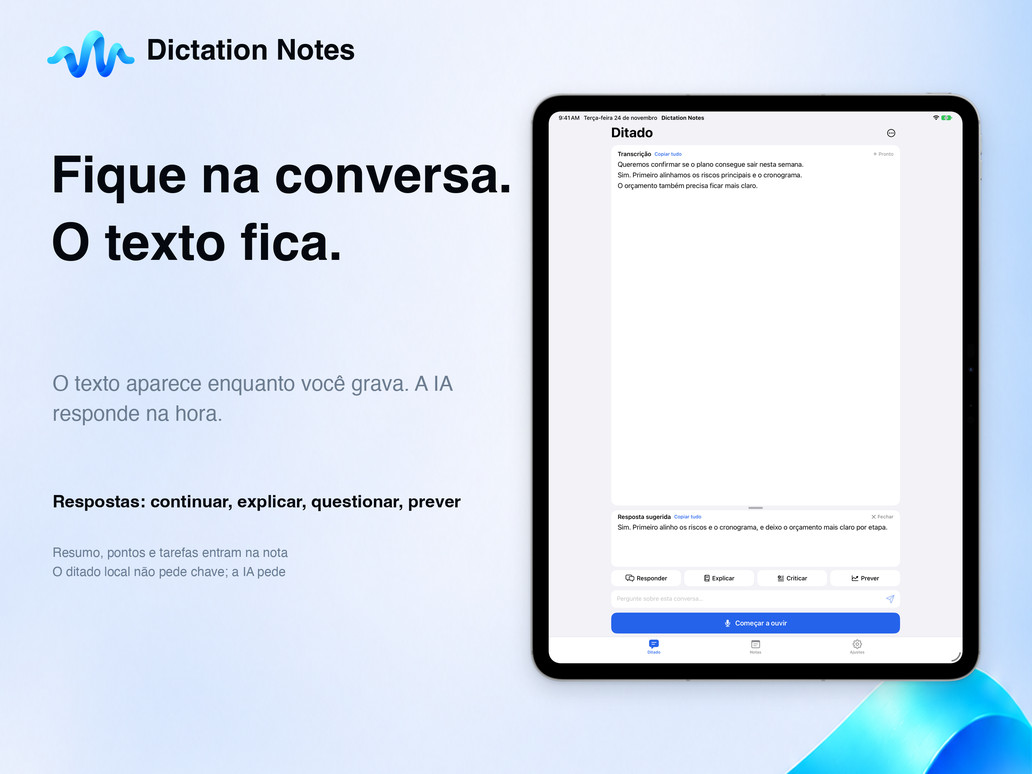 Dictation Notes
Fique na conversa.
O texto fica.
O texto aparece enquanto você grava. A IA
responde na hora.
Respostas: continuar, explicar, questionar, prever
Resumo, pontos e tarefas entram na nota
O ditado local não pede chave; a IA pede
9:41 AM Terça-feira 24 de novembro Dictation Notes
Ditado
Transcrição Copiar tudo Pronto
Queremos confirmar se o plano consegue sair nesta semana.
Sim. Primeiro alinhamos os riscos principais e o cronograma.
O orçamento também precisa ficar mais claro.
Resposta sugerida Copiar tudo Fechar
Sim. Primeiro alinho os riscos e o cronograma, e deixo o orçamento mais claro por etapa.
Responder Explicar Criticar Prever
Pergunte sobre esta conversa...
Começar a ouvir
Ditado Notes Ajustes